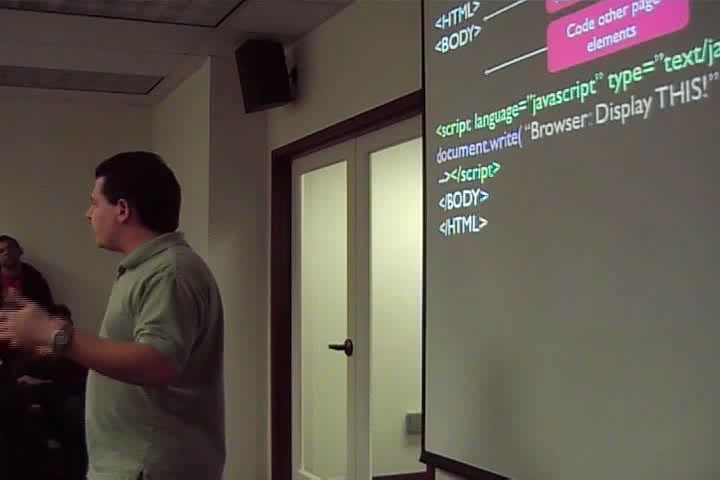 <HTML>
<BODY>
Code other page
elements
<script language="javascript" type="text/ja
document.write( "Browser: Display THIS!"
</script>
</BODY>
</HTML>